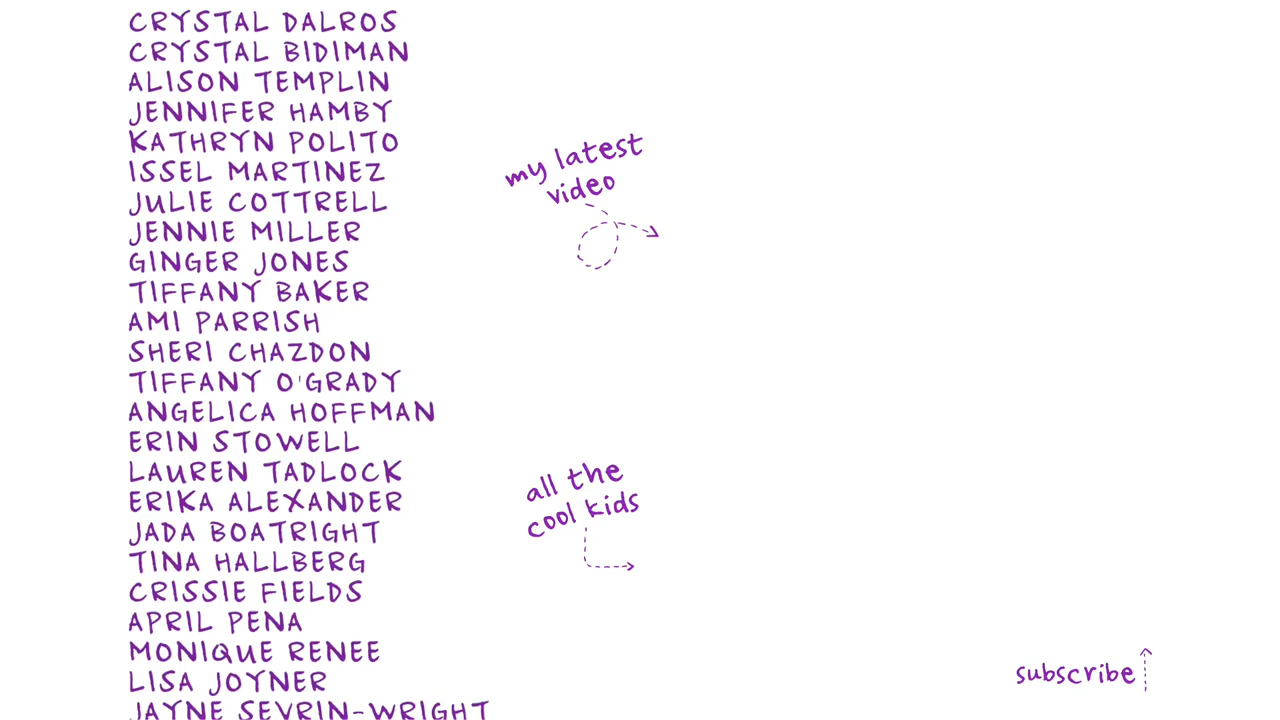 CRYSTAL DALROS
CRYSTAL BIDIMAN
ALISON TEMPLIN
JENNIFER HAMBY
KATHRYN POLITO
ISSEL MARTINEZ
JULIE COTTRELL
JENNIE MILLER
GINGER JONES
TIFFANY BAKER
AMI PARRISH
SHERI CHAZDON
TIFFANY O'GRADY
ANGELICA HOFFMAN
ERIN STOWELL
LAUREN TADLOCK
ERIKA ALEXANDER
JADA BOATRIGHT
TINA HALLBERG
CRISSIE FIELDS
APRIL PENA
MONIQUE RENEE
LISA JOYNER
JAYNE SEVRIN-WRIGHT
my latest
video
all the
cool kids
subscribe